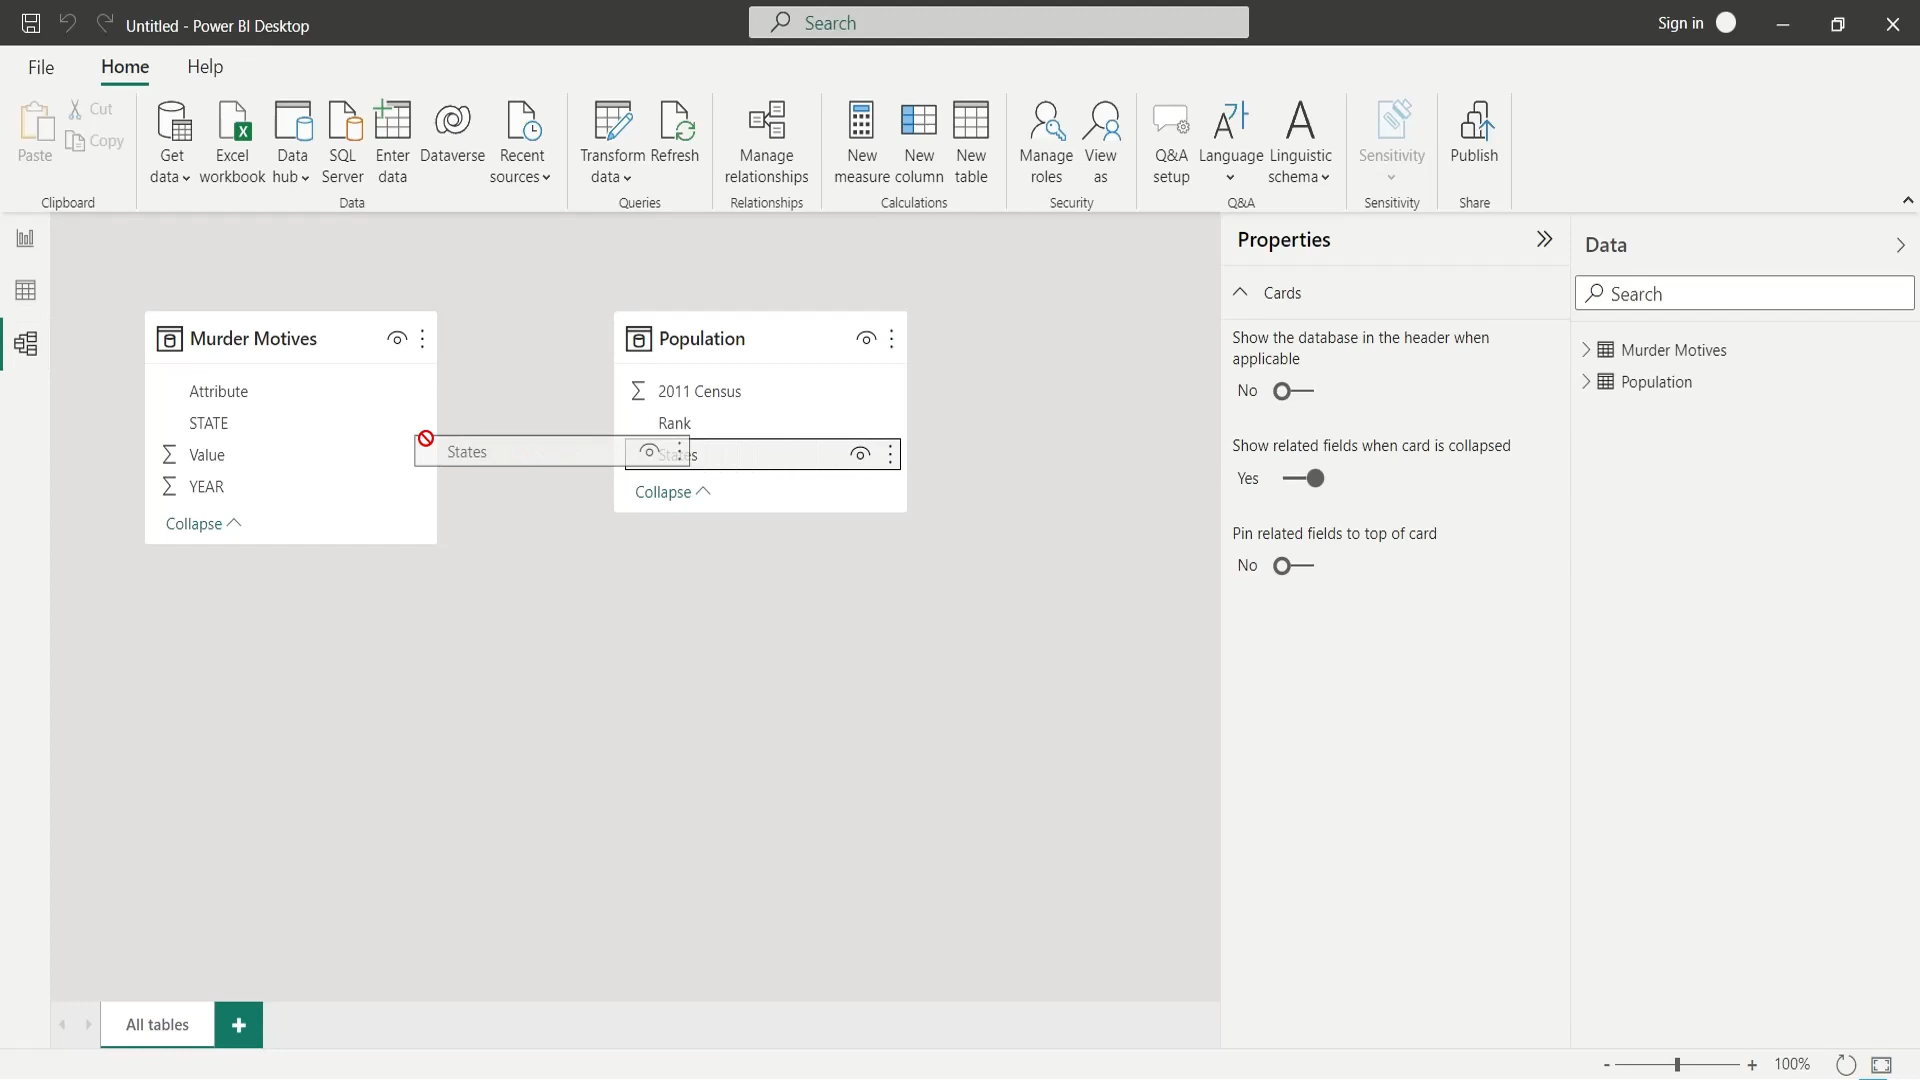 Untitled - Power BI Desktop
Search
Sign in
File
Home
Help
Paste
Cut
Copy
Get data
Excel workbook
Data hub
SQL Server
Enter data
Dataverse
Recent sources
Transform data
Refresh
Manage relationships
New measure
New column
New table
Manage roles
View as
Q&A setup
Language
Linguistic schema
Sensitivity
Publish
Clipboard
Data
Queries
Relationships
Calculations
Security
Q&A
Sensitivity
Share
Murder Motives
Attribute
STATE
Value
YEAR
Collapse
Population
2011 Census
Rank
States
States
Collapse
Properties
Cards
Show the database in the header when
applicable
No
Show related fields when card is collapsed
Yes
Pin related fields to top of card
No
Data
Search
Murder Motives
Population
All tables
100%